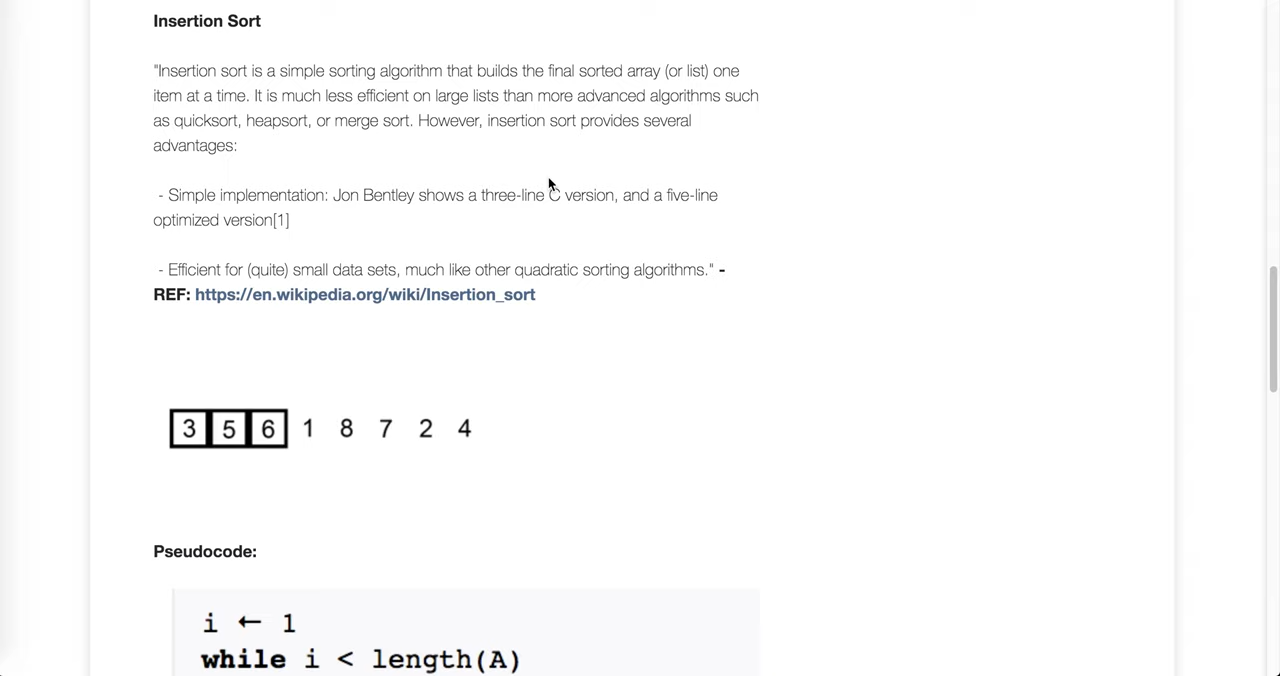 Insertion Sort
"Insertion sort is a simple sorting algorithm that builds the final sorted array (or list) one
item at a time. It is much less efficient on large lists than more advanced algorithms such
as quicksort, heapsort, or merge sort. However, insertion sort provides several
advantages:
- Simple implementation: Jon Bentley shows a three-line C version, and a five-line
optimized version[1]
- Efficient for (quite) small data sets, much like other quadratic sorting algorithms." -
REF: https://en.wikipedia.org/wiki/Insertion_sort
3 5 6 1 8 7 2 4
Pseudocode:
i ← 1
while i < length(A)